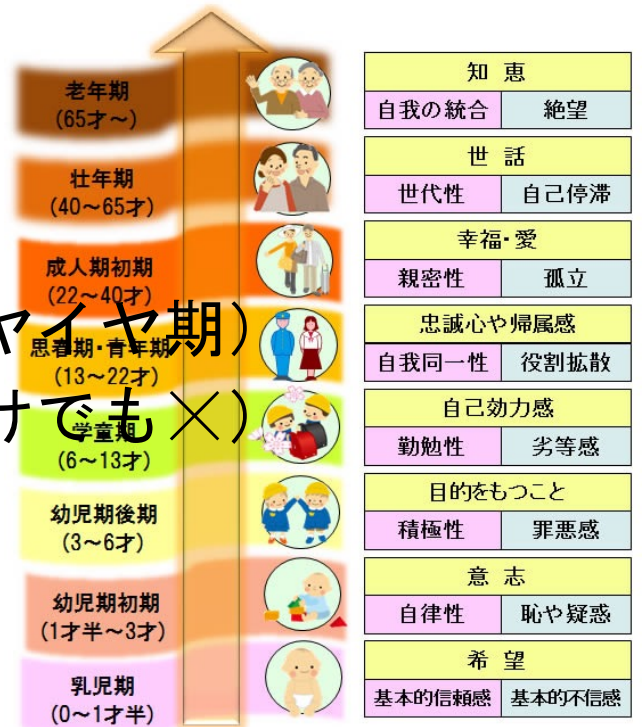 老年期
(65才～)
知 恵
自我の統合 絶望
壮年期
(40～65才)
世 話
世代性 自己停滞
成人期初期
(22～40才)
幸福・愛
親密性 孤立
ヤイヤ期)
思春期・青年期
(13～22才)
忠誠心や帰属感
自我同一性 役割拡散
けでも×)
学童期
(6～13才)
自己効力感
勤勉性 劣等感
幼児期後期
(3～6才)
目的をもつこと
積極性 罪悪感
幼児期初期
(1才半～3才)
意 志
自律性 恥や疑惑
乳児期
(0～1才半)
希 望
基本的信頼感 基本的不信感